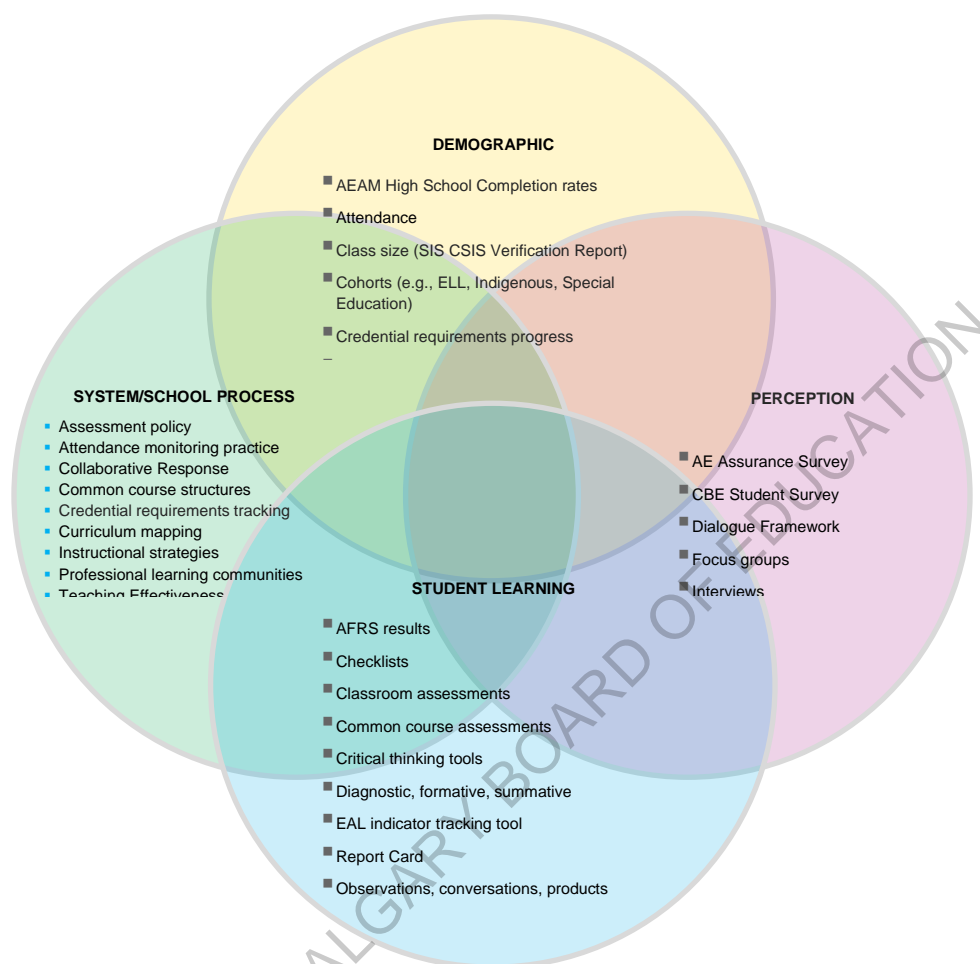 DEMOGRAPHIC
AEAM High School Completion rates
Attendance
Class size (SIS CSIS Verification Report)
Cohorts (e.g., ELL, Indigenous, Special
Education)
Credential requirements progress
SYSTEM/SCHOOL PROCESS
Assessment policy
Attendance monitoring practice
Collaborative Response
Common course structures
Credential requirements tracking
Curriculum mapping
Instructional strategies
Professional learning communities
Teaching Effectiveness
PERCEPTION
AE Assurance Survey
CBE Student Survey
Dialogue Framework
Focus groups
Interviews
STUDENT LEARNING
AFRS results
Checklists
Classroom assessments
Common course assessments
Critical thinking tools
Diagnostic, formative, summative
EAL indicator tracking tool
Report Card
Observations, conversations, products
ALGARY BOARD OF EDUCATION